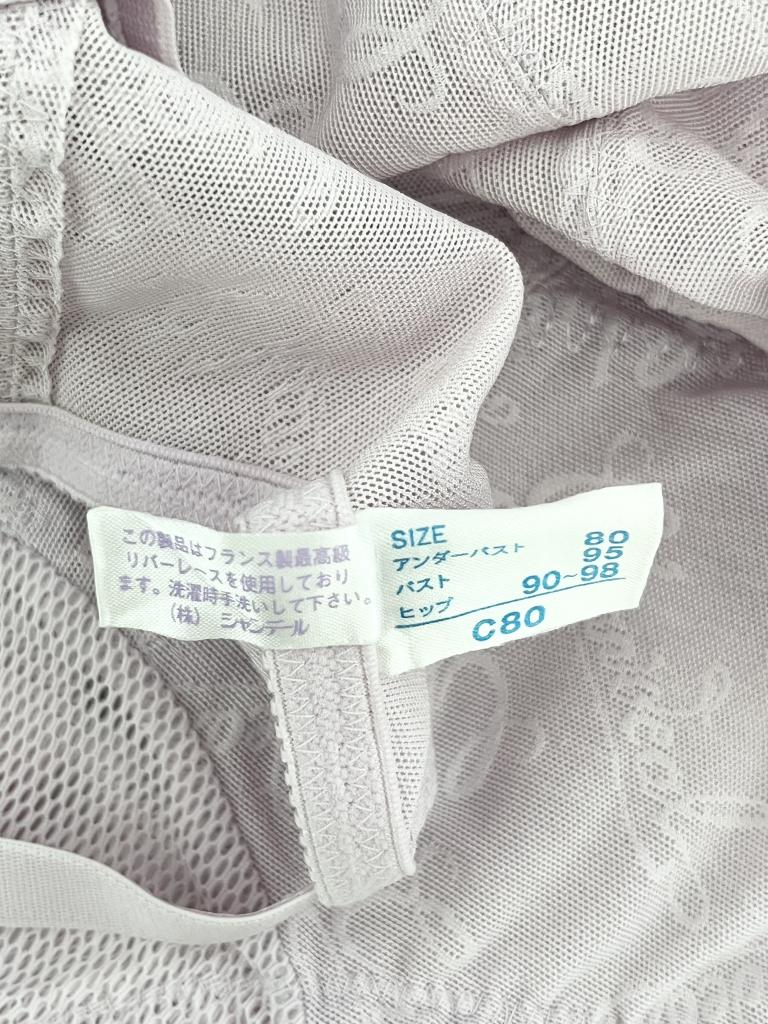 この製品はフランス製最高級
リバーレースを使用しており
ます。洗濯時手洗いして下さい。
(株) シャンデール
SIZE
アンダーバスト 80
バスト 95
ヒップ 90~98
C80